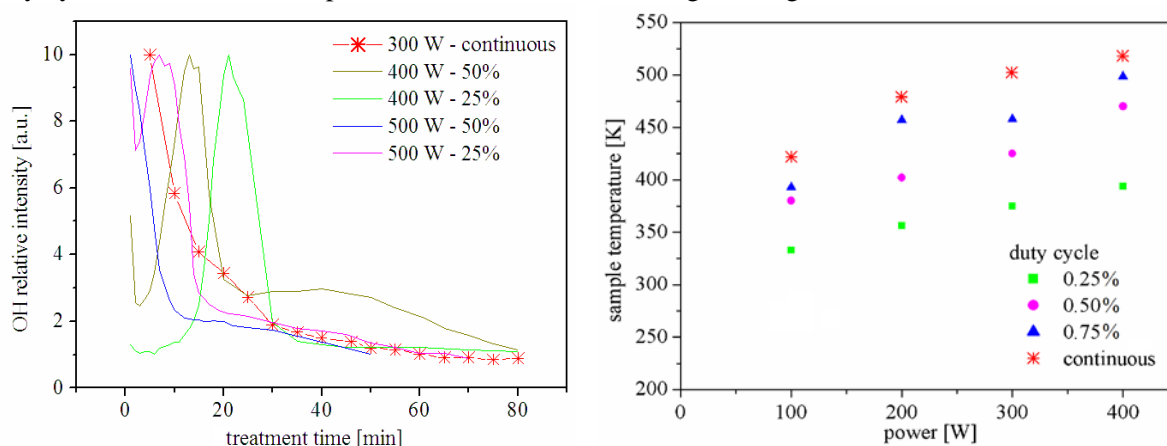 10
8
6
4
2
0
OH relative intensity [a.u.]
300 W - continuous
400 W - 50%
400 W - 25%
500 W - 50%
500 W - 25%
0 20 40 60 80
treatment time [min]
550
500
450
400
350
300
250
200
sample temperature [K]
duty cycle
0.25%
0.50%
0.75%
continuous
0 100 200 300 400
power [W]